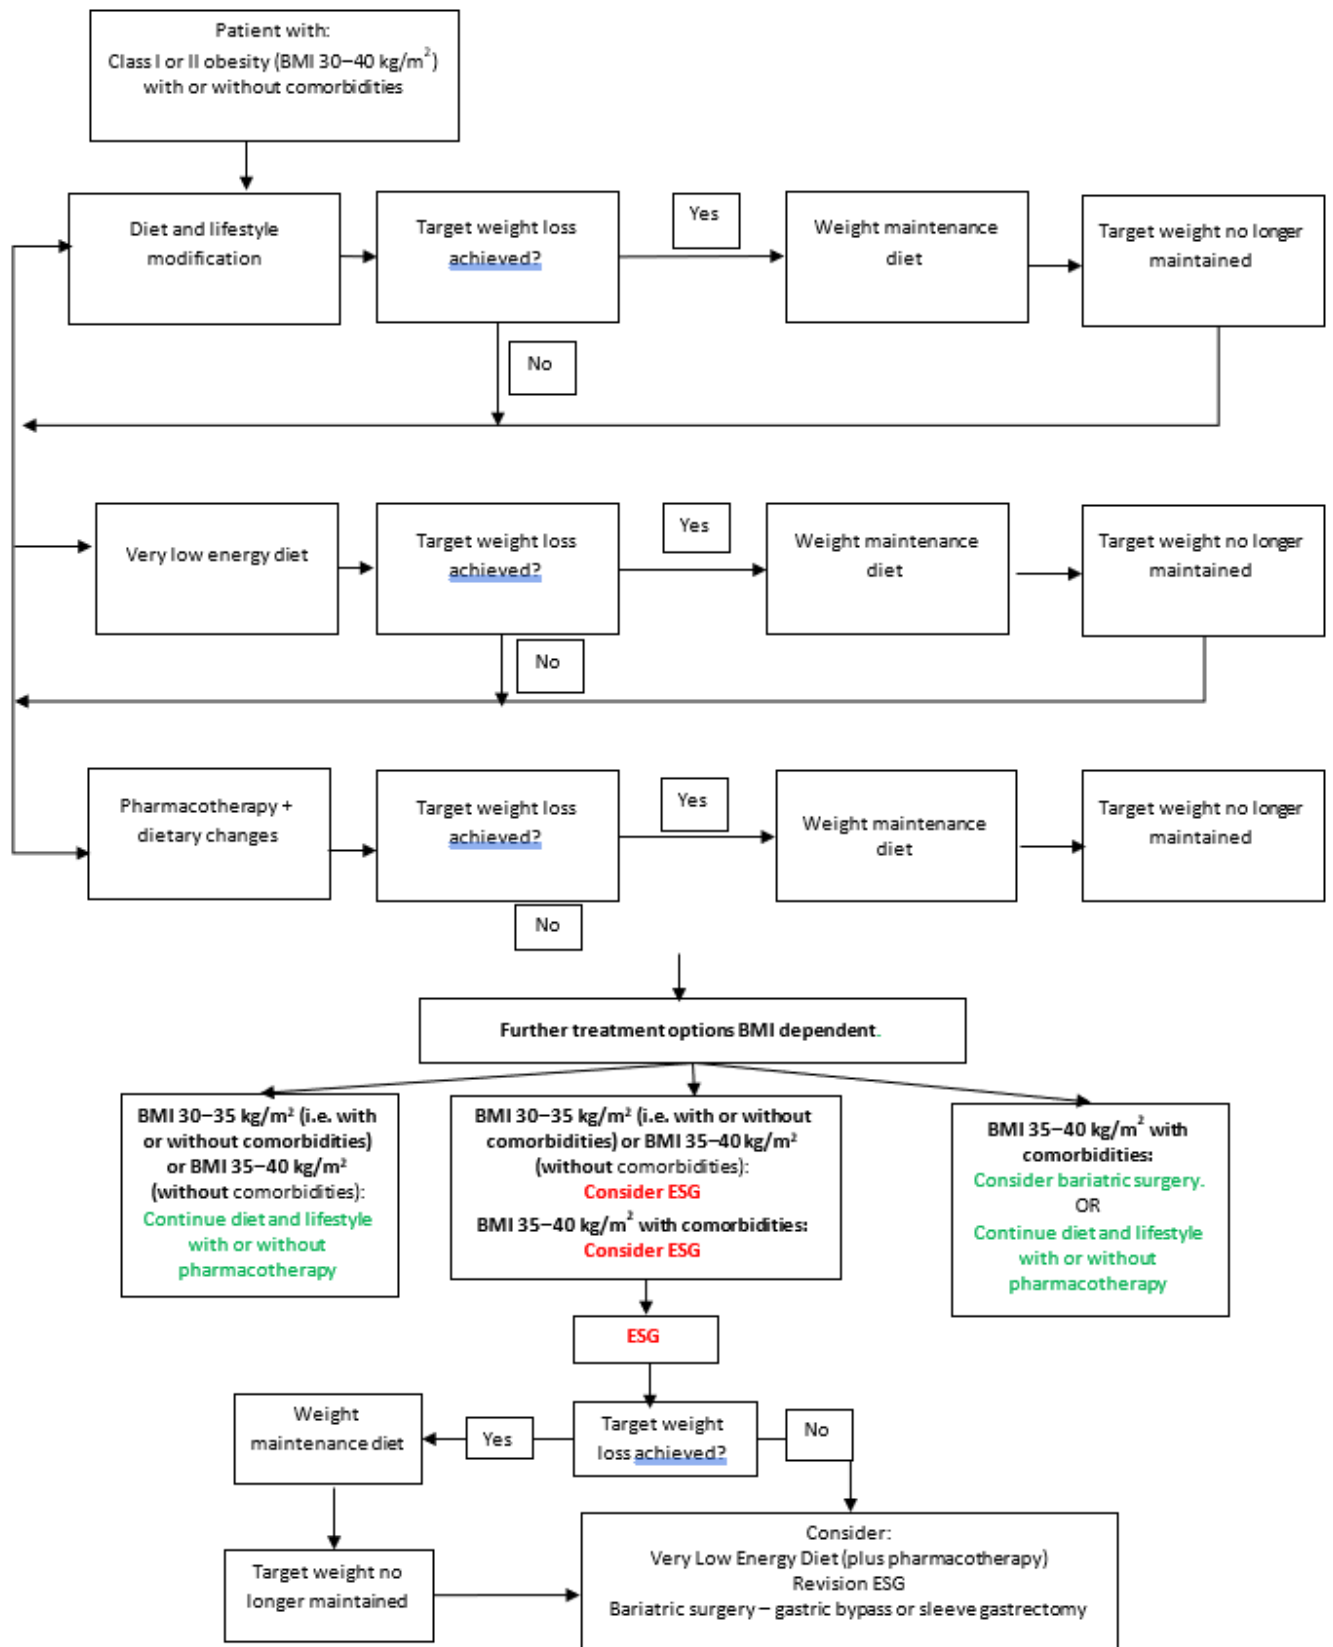 Patient with:
Class I or II obesity (BMI 30–40 kg/m²)
with or without comorbidities
Diet and lifestyle
modification
Target weight loss
achieved?
Yes
Weight maintenance
diet
Target weight no longer
maintained
No
Very low energy diet
Target weight loss
achieved?
Yes
Weight maintenance
diet
Target weight no longer
maintained
No
Pharmacotherapy +
dietary changes
Target weight loss
achieved?
Yes
Weight maintenance
diet
Target weight no longer
maintained
No
Further treatment options BMI dependent.
BMI 30–35 kg/m² (i.e. with
or without comorbidities)
or BMI 35–40 kg/m²
(without comorbidities):
Continue diet and lifestyle
with or without
pharmacotherapy
BMI 30–35 kg/m² (i.e. with or without
comorbidities) or BMI 35–40 kg/m²
(without comorbidities):
Consider ESG
BMI 35–40 kg/m² with comorbidities:
Consider ESG
BMI 35–40 kg/m² with
comorbidities:
Consider bariatric surgery.
OR
Continue diet and lifestyle
with or without
pharmacotherapy
ESG
Target weight
loss achieved?
Yes
No
Weight
maintenance diet
Target weight no
longer maintained
Consider:
Very Low Energy Diet (plus pharmacotherapy)
Revision ESG
Bariatric surgery – gastric bypass or sleeve gastrectomy